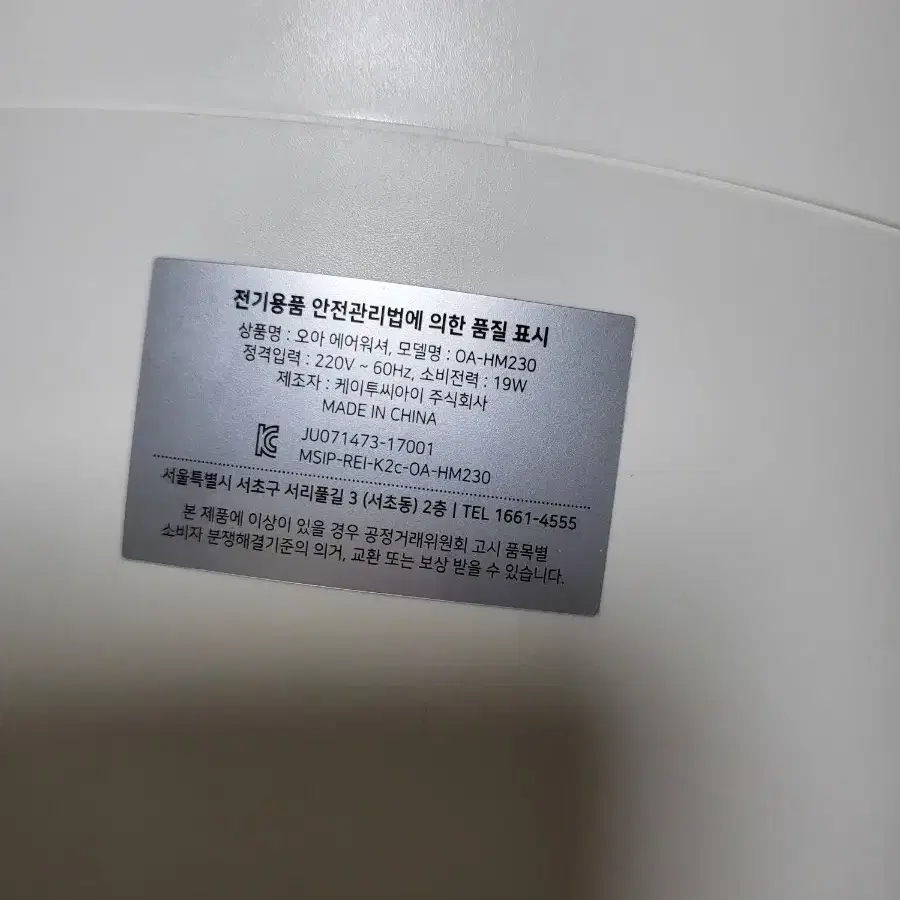 전기용품 안전관리법에 의한 품질 표시
상품명 : 오아 에어워셔, 모델명 : OA-HM230
정격입력 : 220V ~ 60Hz, 소비전력 : 19W
제조자 : 케이투씨아이 주식회사
MADE IN CHINA
JU071473-17001
MSIP-REI-K2c-OA-HM230
서울특별시 서초구 서리풀길 3 (서초동) 2층 | TEL 1661-4555
본 제품에 이상이 있을 경우 공정거래위원회 고시 품목별
소비자 분쟁해결기준의 의거, 교환 또는 보상 받을 수 있습니다.